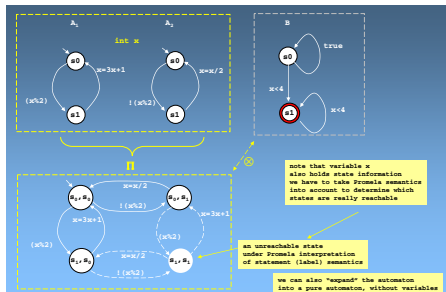 A₁ A₂ B
int x
s0 s0 s0
true
x=3x+1 x=x/2
x<4
(x%2) !(x%2)
s1 s1 s1
x<4
Π
⊗
note that variable x
also holds state information
we have to take Promela semantics
into account to determine which
states are really reachable
x=x/2
s₀,s₀ s₀,s₁
!(x%2)
x=3x+1 x=3x+1
(x%2) (x%2)
x=x/2
s₁,s₀ s₁,s₁
!(x%2)
an unreachable state
under Promela interpretation
of statement (label) semantics
we can also "expand" the automaton
into a pure automaton, without variables